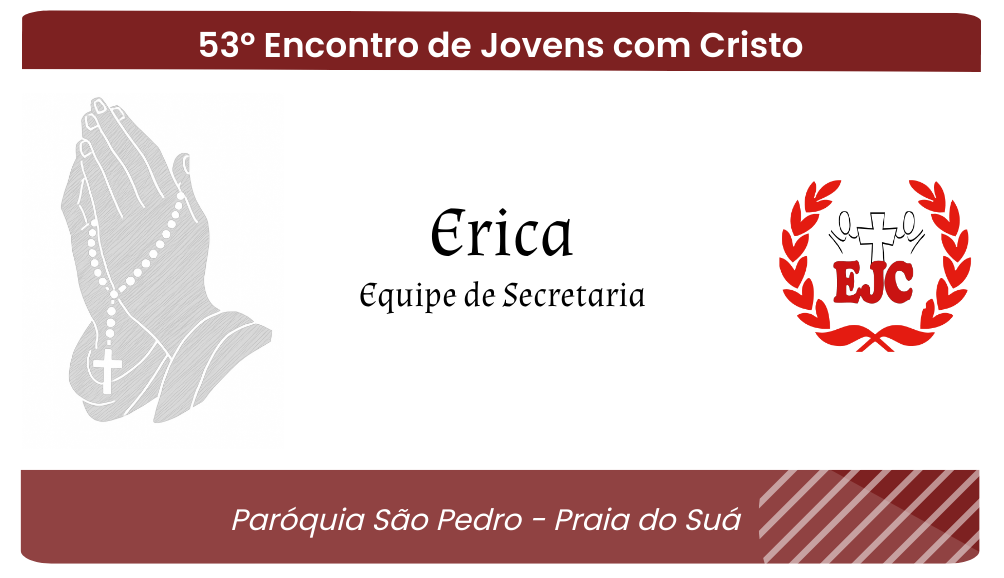 53º Encontro de Jovens com Cristo
Erica
Equipe de Secretaria
EJC
Paróquia São Pedro - Praia do Suá